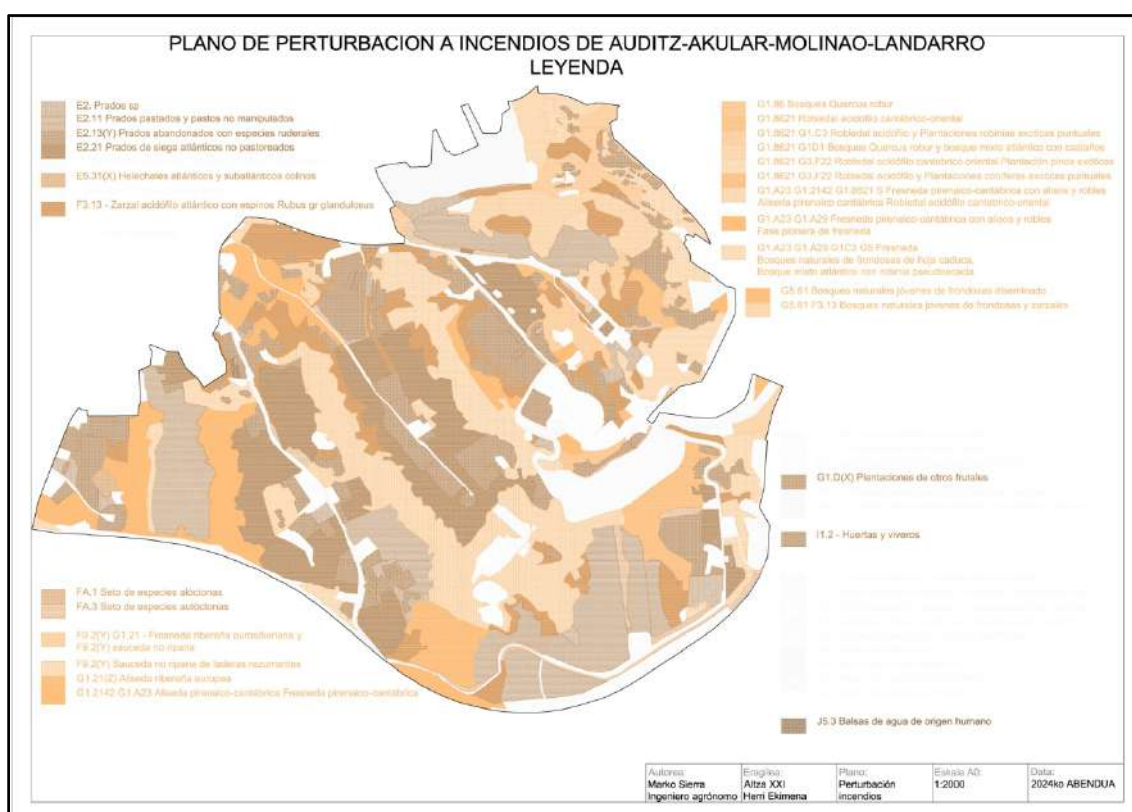 PLANO DE PERTURBACION A INCENDIOS DE AUDITZ-AKULAR-MOLINAO-LANDARRO
LEYENDA
E2. Prados sp
E2.11 Prados pastados y pastos no manipulados
E2.13(Y) Prados abandonados con especies ruderales
E2.21 Prados de siega atlánticos no pastoreados
E5.31(X) Helechales atlánticos y subatlánticos colinos
F3.13 - Zarzal acidófilo atlántico con espinos Rubus gr glandulosus
G1.86 Bosques Quercus robur
G1.8621 Robledal acidófilo cantábrico-oriental
G1.8621 G1.C3 Robledal acidófilo y Plantaciones robinias exoticas puntuales
G1.8621 G1D1 Bosque Quercus robur y bosque mixto atlántico con castaños
G1.8621 G3.F22 Robledal acidófilo cantabrico oriental Plantación pinos exóticos
G1.8621 G3.F22 Robledal acidófilo y Plantaciones coníferas exoticas puntuales
G1.A23 G1.2142 G1.8621 S Fresneda pirenaico-cantábrica con alisos y robles
Aliseda pirenaico cantábrica Robledal acidófilo cantábrico-oriental
G1.A23 G1.A29 Fresneda pirenaico-cantábrica con alisos y robles
Fase pionera de fresneda
G1.A23 G1.A29 G1C3 G5 Fresneda
Bosques naturales de frondosas de hoja caduca,
Bosque mixto atlántico con robinia pseudoacacia
G5.61 Bosques naturales jóvenes de frondosas diseminado
G5.61 F3.13 Bosques naturales jovenes de frondosas y zarzales
G1.D(X) Plantaciones de otros frutales
I1.2 - Huertas y viveros
FA.1 Seto de especies alóctonas
FA.3 Seto de especies autóctonas
F9.2(Y) G1.21 - Fresneda ribereña eurosiberiana y
F9.2(Y) sauceda no riparia
F9.2(Y) Sauceda no riparia de laderas rezumantes
G1.21(Z) Aliseda ribereña europea
G1.2142 G1.A23 Aliseda pirenaico-cantábrica Fresneda pirenaico-cantábrica
J5.3 Balsas de agua de origen humano
Autorea: Eragilea: Plano: Eskala A0: Data:
Marko Sierra Altza XXI Perturbación 1:2000 2024ko ABENDUA
Ingeniero agrónomo Herri Ekimena incendios